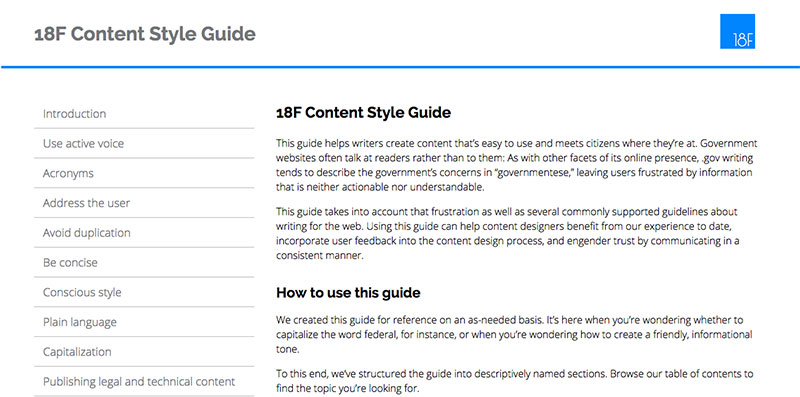 18F Content Style Guide
18F
Introduction
Use active voice
Acronyms
Address the user
Avoid duplication
Be concise
Conscious style
Plain language
Capitalization
Publishing legal and technical content
18F Content Style Guide
This guide helps writers create content that’s easy to use and meets citizens where they’re at. Government
websites often talk at readers rather than to them: As with other facets of its online presence, .gov writing
tends to describe the government’s concerns in “governmentese,” leaving users frustrated by information
that is neither actionable nor understandable.
This guide takes into account that frustration as well as several commonly supported guidelines about
writing for the web. Using this guide can help content designers benefit from our experience to date,
incorporate user feedback into the content design process, and engender trust by communicating in a
consistent manner.
How to use this guide
We created this guide for reference on an as-needed basis. It’s here when you’re wondering whether to
capitalize the word federal, for instance, or when you’re wondering how to create a friendly, informational
tone.
To this end, we’ve structured the guide into descriptively named sections. Browse our table of contents to
find the topic you’re looking for.